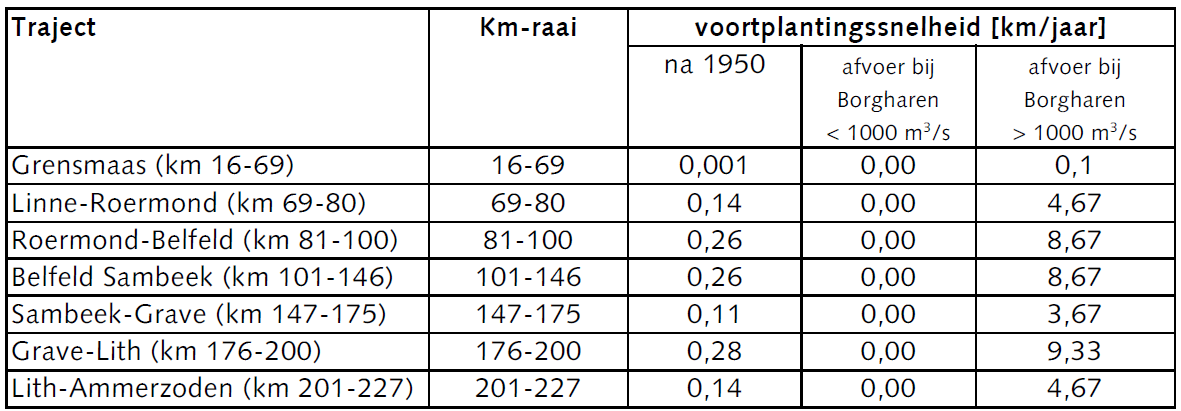 Traject Km-raai voortplantingssnelheid [km/jaar]
na 1950 afvoer bij Borgharen < 1000 m³/s afvoer bij Borgharen > 1000 m³/s
Grensmaas (km 16-69) 16-69 0,001 0,00 0,1
Linne-Roermond (km 69-80) 69-80 0,14 0,00 4,67
Roermond-Belfeld (km 81-100) 81-100 0,26 0,00 8,67
Belfeld Sambeek (km 101-146) 101-146 0,26 0,00 8,67
Sambeek-Grave (km 147-175) 147-175 0,11 0,00 3,67
Grave-Lith (km 176-200) 176-200 0,28 0,00 9,33
Lith-Ammerzoden (km 201-227) 201-227 0,14 0,00 4,67